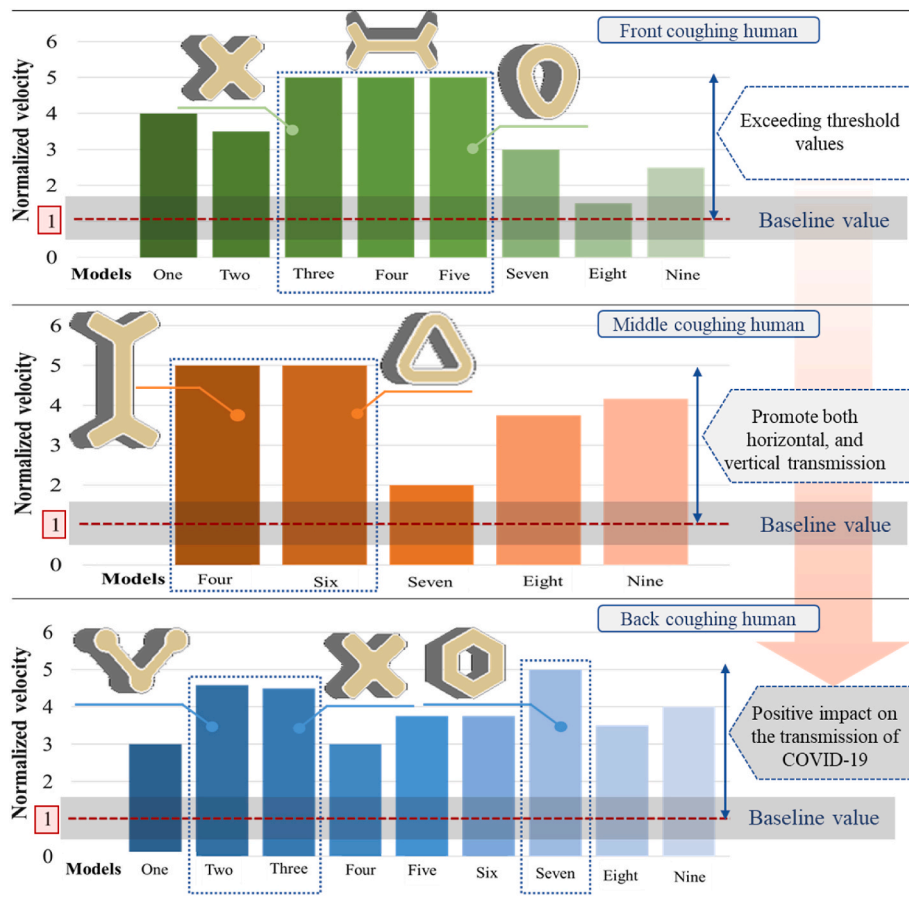 Front coughing human
Normalized velocity
6
5
4
3
2
1
0
Exceeding threshold
values
Baseline value
Models One Two Three Four Five Seven Eight Nine
Middle coughing human
Normalized velocity
6
5
4
3
2
1
0
Promote both
horizontal, and
vertical transmission
Baseline value
Models Four Six Seven Eight Nine
Back coughing human
Normalized velocity
6
5
4
3
2
1
0
Positive impact on
the transmission of
COVID-19
Baseline value
Models One Two Three Four Five Six Seven Eight Nine